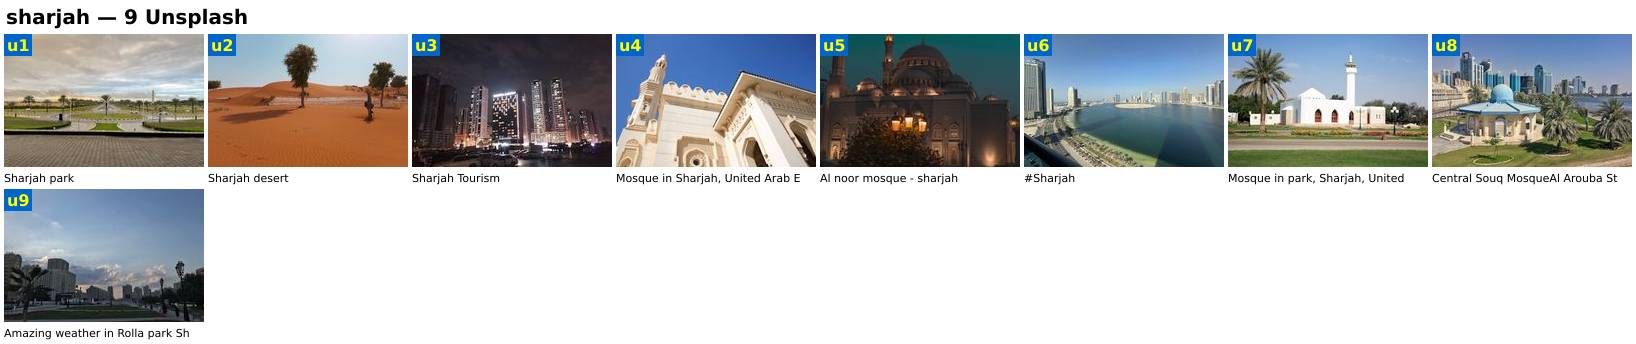 sharjah — 9 Unsplash
u1
u2
u3
u4
u5
u6
u7
u8
Sharjah park
Sharjah desert
Sharjah Tourism
Mosque in Sharjah, United Arab E
Al noor mosque - sharjah
#Sharjah
Mosque in park, Sharjah, United
Central Souq MosqueAl Arouba St
u9
Amazing weather in Rolla park Sh